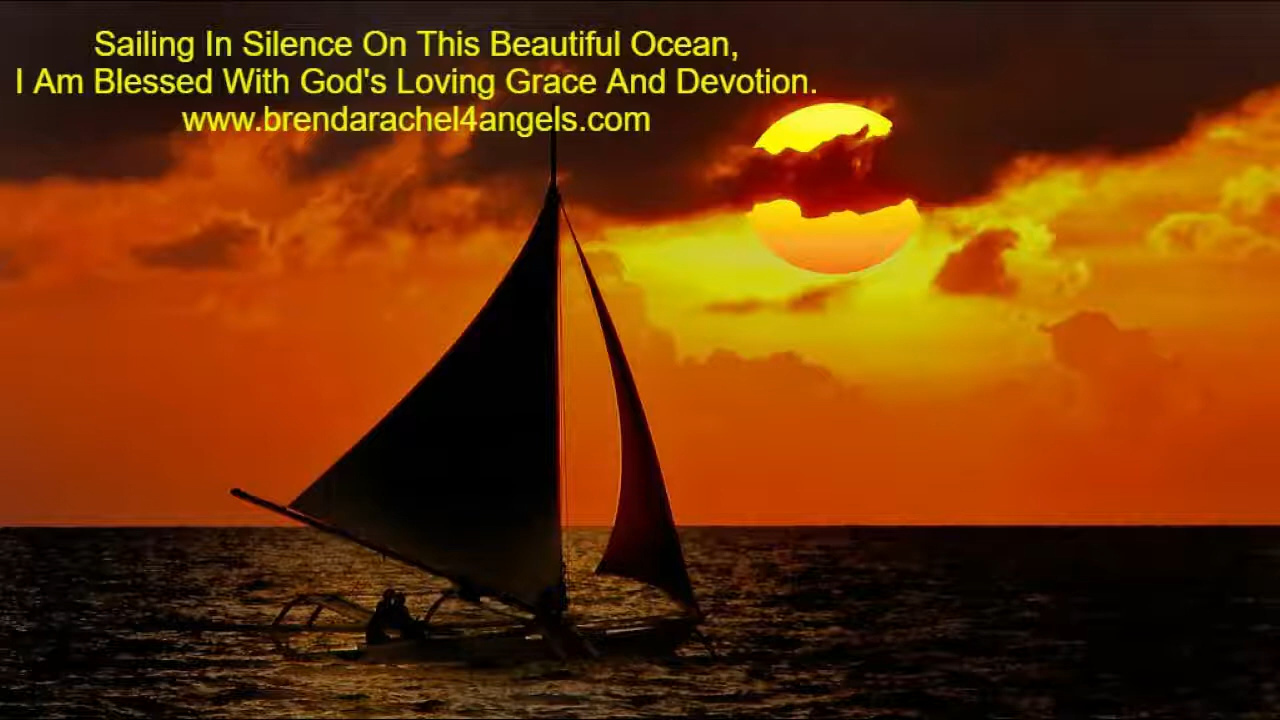 Sailing In Silence On This Beautiful Ocean,
I Am Blessed With God's Loving Grace And Devotion.
www.brendarachel4angels.com